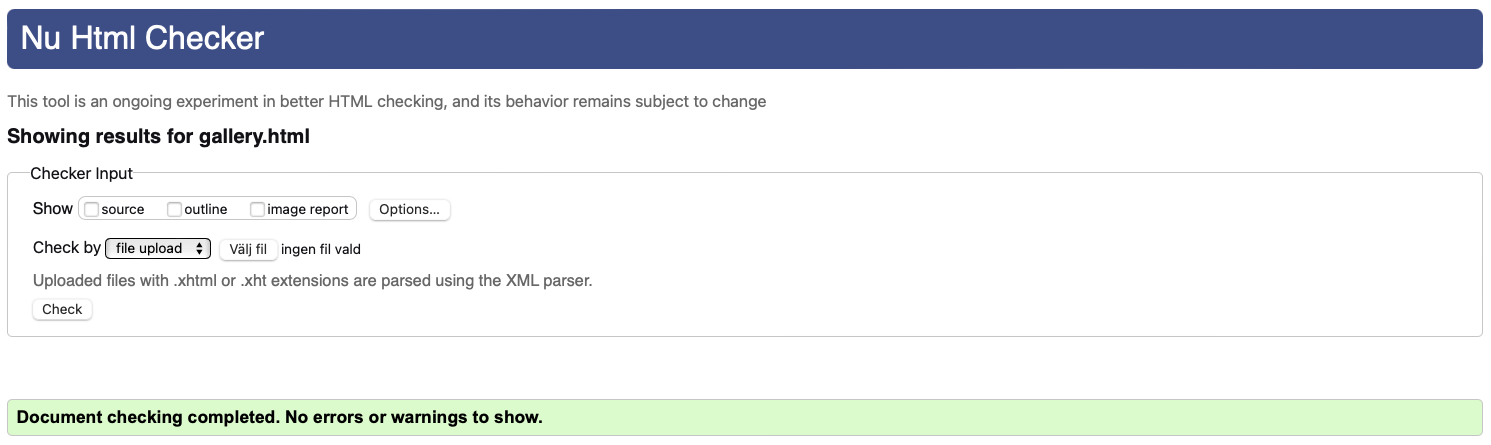 Nu Html Checker
This tool is an ongoing experiment in better HTML checking, and its behavior remains subject to change
Showing results for gallery.html
Checker Input
Show source outline image report Options...
Check by file upload Välj fil ingen fil vald
Uploaded files with .xhtml or .xht extensions are parsed using the XML parser.
Check
Document checking completed. No errors or warnings to show.